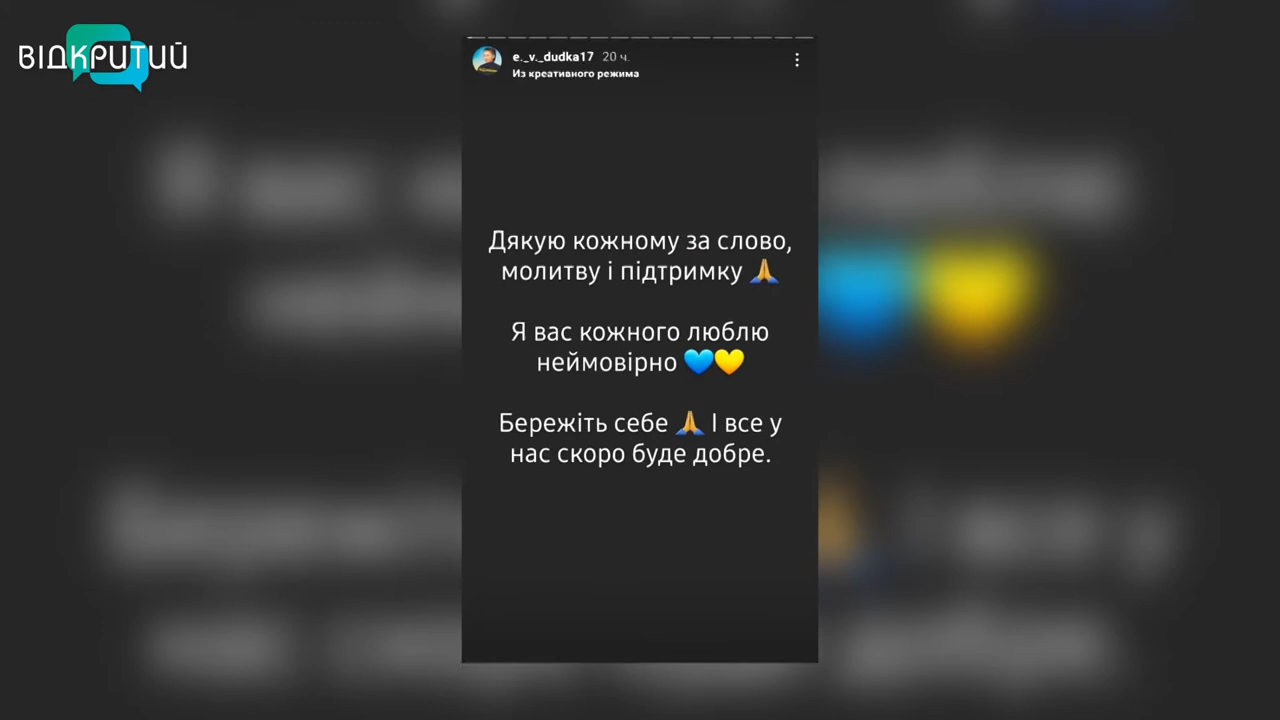 ВІДКРИТИЙ
e._v._dudka17 20 ч.
Из креативного режима
Дякую кожному за слово,
молитву і підтримку 🙏
Я вас кожного люблю
неймовірно 💙💛
Бережіть себе 🙏 І все у
нас скоро буде добре.